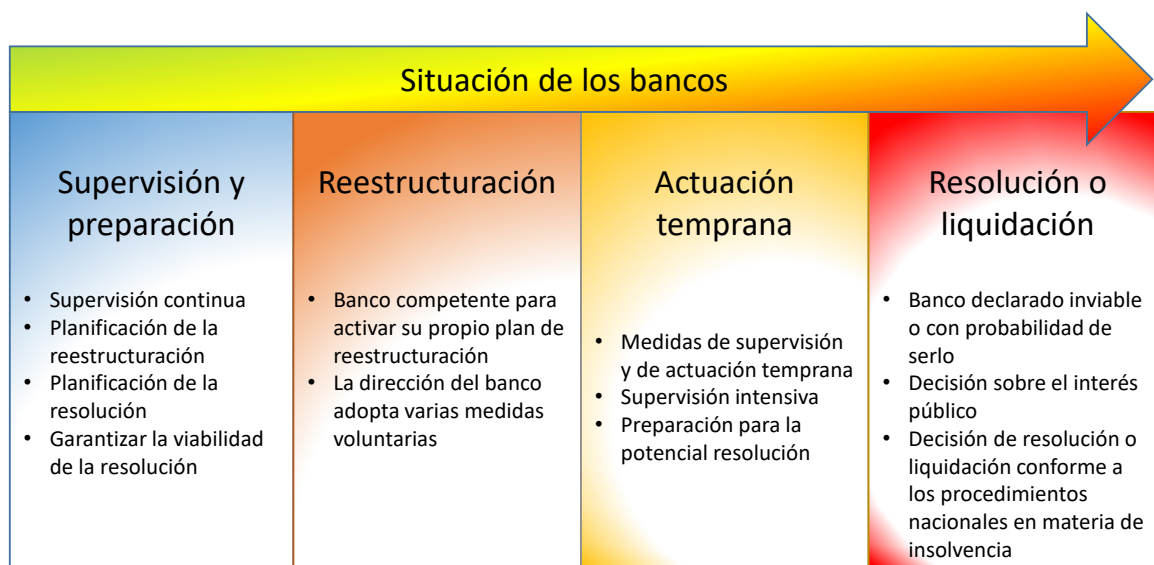 Situación de los bancos
Supervisión y
preparación
• Supervisión continua
• Planificación de la
reestructuración
• Planificación de la
resolución
• Garantizar la viabilidad
de la resolución
Reestructuración
• Banco competente para
activar su propio plan de
reestructuración
• La dirección del banco
adopta varias medidas
voluntarias
Actuación
temprana
• Medidas de supervisión
y de actuación temprana
• Supervisión intensiva
• Preparación para la
potencial resolución
Resolución o
liquidación
• Banco declarado inviable
o con probabilidad de
serlo
• Decisión sobre el interés
público
• Decisión de resolución o
liquidación conforme a
los procedimientos
nacionales en materia de
insolvencia